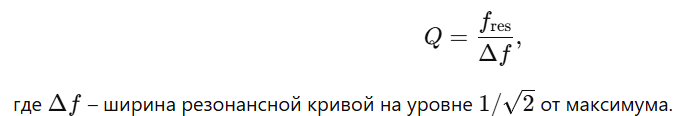 Q = f_res / Δf,
где Δf – ширина резонансной кривой на уровне 1/√2 от максимума.